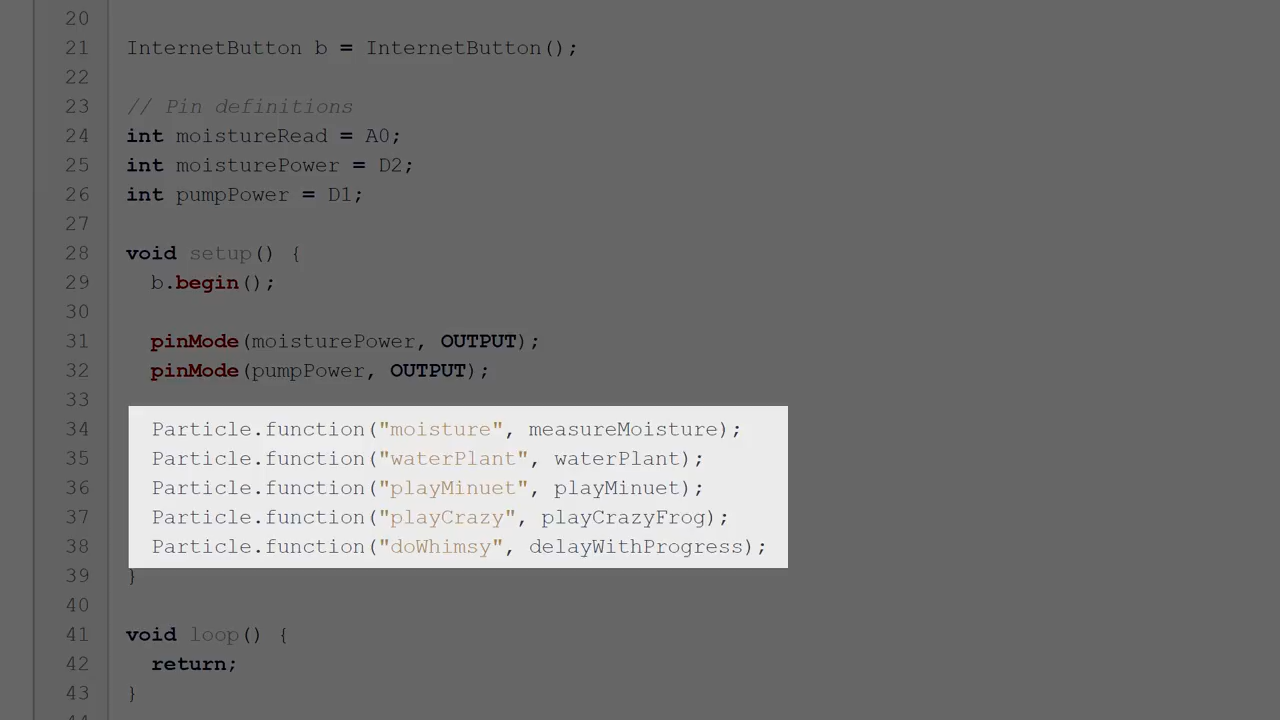 20
21 InternetButton b = InternetButton();
22
23 // Pin definitions
24 int moistureRead = A0;
25 int moisturePower = D2;
26 int pumpPower = D1;
27
28 void setup() {
29 b.begin();
30
31 pinMode(moisturePower, OUTPUT);
32 pinMode(pumpPower, OUTPUT);
33
34 Particle.function("moisture", measureMoisture);
35 Particle.function("waterPlant", waterPlant);
36 Particle.function("playMinuet", playMinuet);
37 Particle.function("playCrazy", playCrazyFrog);
38 Particle.function("doWhimsy", delayWithProgress);
39 }
40
41 void loop() {
42 return;
43 }